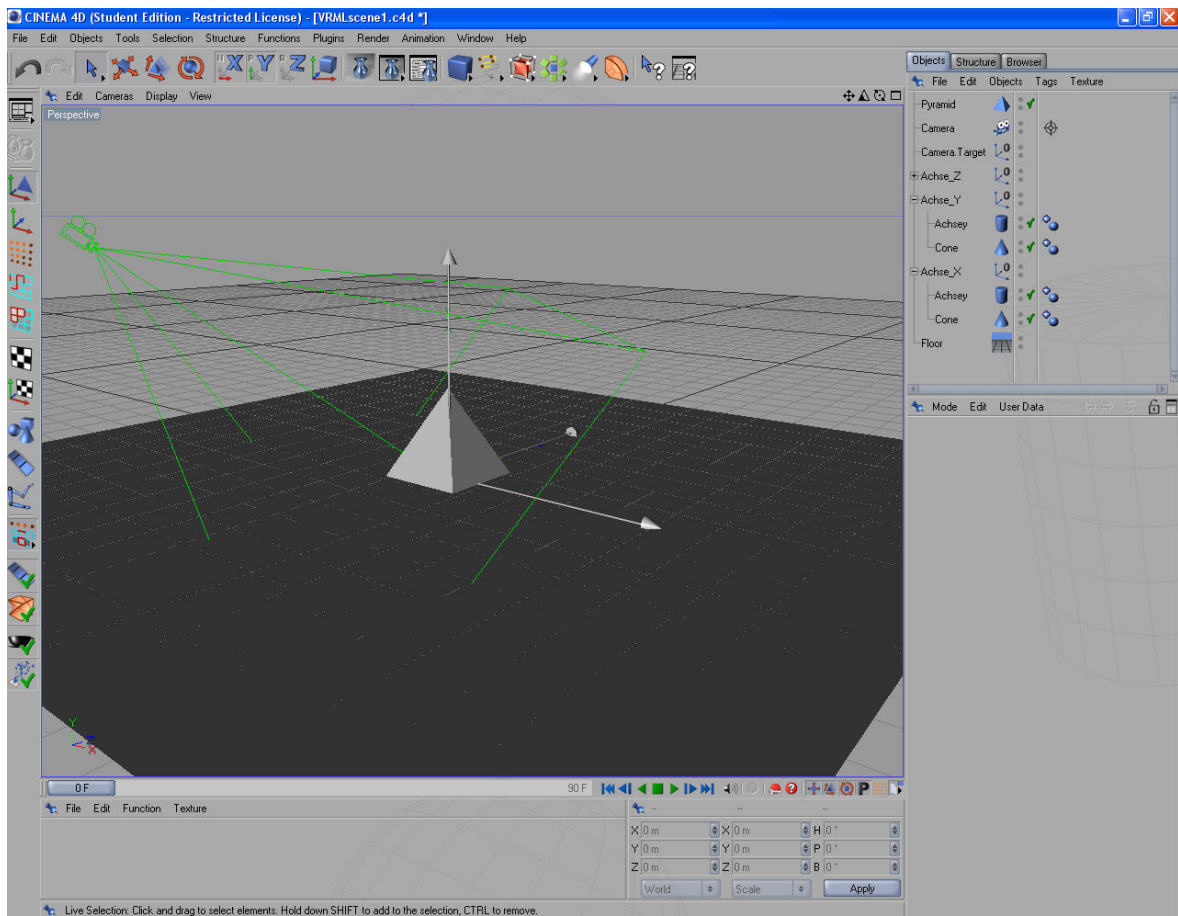 CINEMA 4D (Student Edition - Restricted License) - [VRMLscene1.c4d *]
File Edit Objects Tools Selection Structure Functions Plugins Render Animation Window Help
Objects Structure Browser
File Edit Objects Tags Texture
Edit Cameras Display View
Perspective
Pyramid
Camera
Camera.Target
Achse_Z
Achse_Y
Achsey
Cone
Achse_X
Achsey
Cone
Floor
Mode Edit User Data
Y
Z
X
0 F 90 F
File Edit Function Texture
-- -- --
X 0 m X 0 m H 0 °
Y 0 m Y 0 m P 0 °
Z 0 m Z 0 m B 0 °
World Scale Apply
Live Selection: Click and drag to select elements. Hold down SHIFT to add to the selection, CTRL to remove.